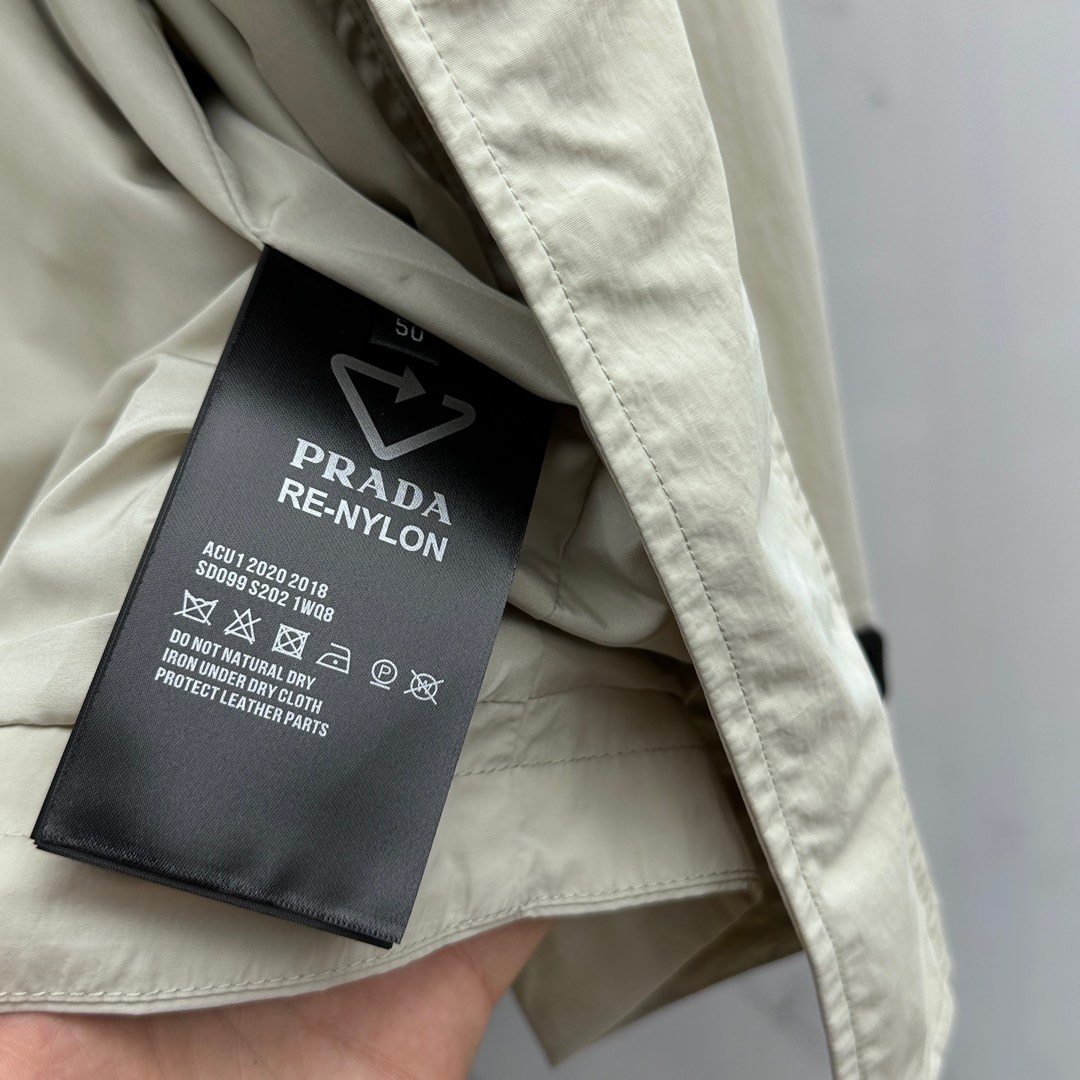 50
PRADA
RE-NYLON
ACU1 2020 2018
SD099 S202 1WQ8
P
DO NOT NATURAL DRY
IRON UNDER DRY CLOTH
PROTECT LEATHER PARTS